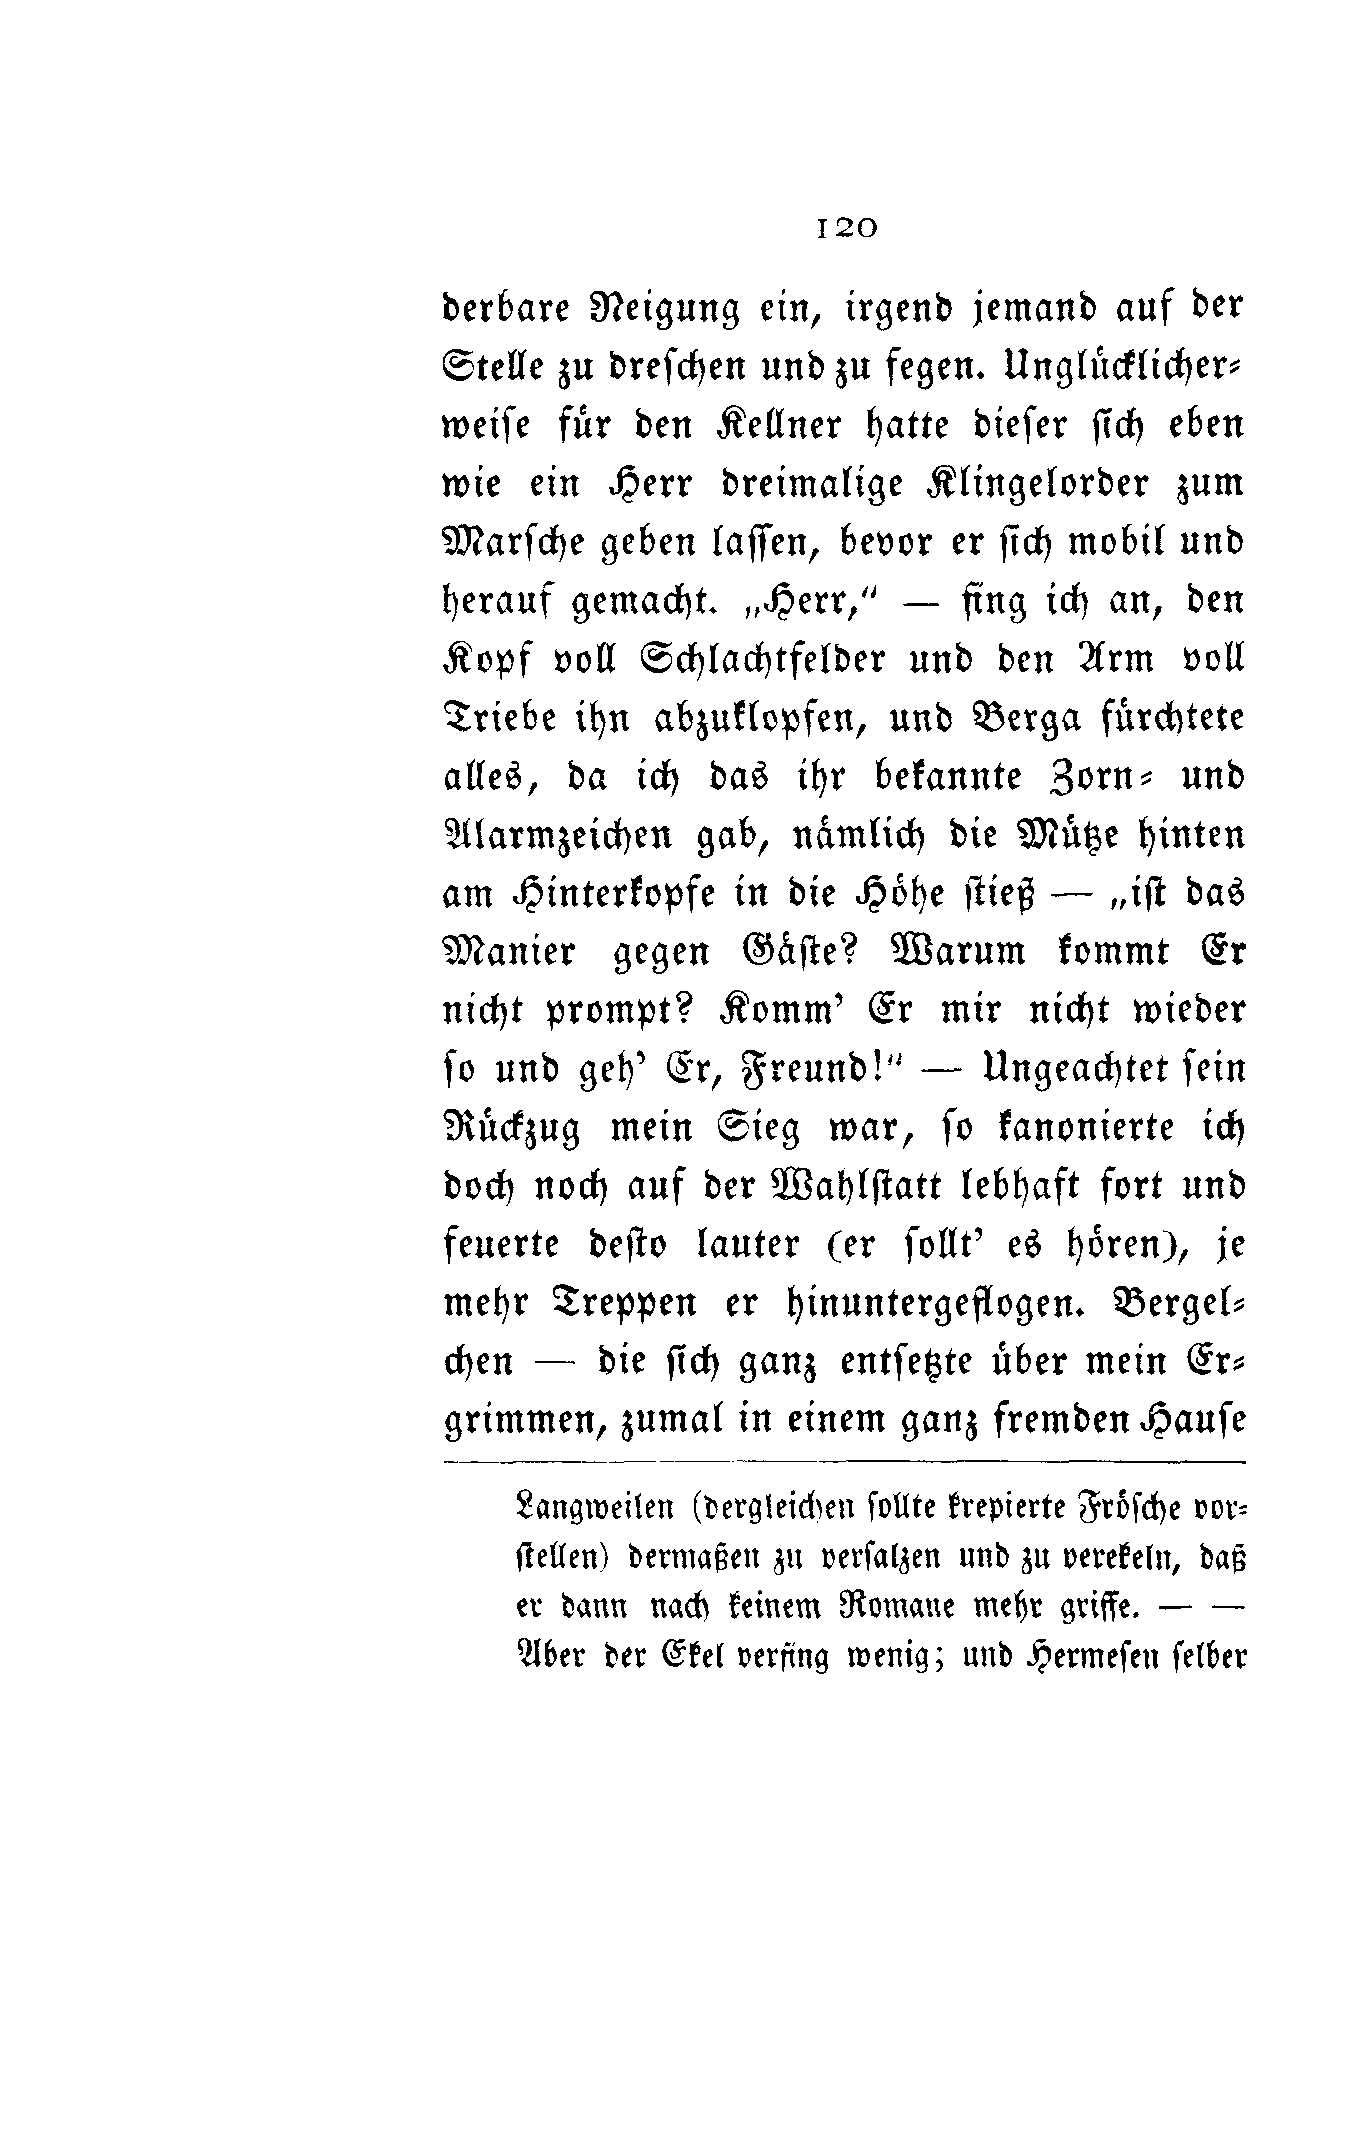 120
derbare Neigung ein, irgend jemand auf der
Stelle zu dreſchen und zu fegen. Unglücklicher-
weiſe für den Kellner hatte dieſer ſich eben
wie ein Herr dreimalige Klingelorder zum
Marſche geben laſſen, bevor er ſich mobil und
herauf gemacht. „Herr,“ — fing ich an, den
Kopf voll Schlachtfelder und den Arm voll
Triebe ihn abzuklopfen, und Berga fürchtete
alles, da ich das ihr bekannte Zorn- und
Alarmzeichen gab, nämlich die Mütze hinten
am Hinterkopfe in die Höhe ſtieß — „iſt das
Manier gegen Gäſte? Warum kommt Er
nicht prompt? Komm’ Er mir nicht wieder
ſo und geh’ Er, Freund!“ — Ungeachtet ſein
Rückzug mein Sieg war, ſo kanonierte ich
doch noch auf der Wahlſtatt lebhaft fort und
feuerte deſto lauter (er ſollt’ es hören), je
mehr Treppen er hinuntergeflogen. Bergel-
chen — die ſich ganz entſetzte über mein Er-
grimmen, zumal in einem ganz fremden Hauſe
Langweilen (dergleichen ſollte krepierte Fröſche vor-
ſtellen) dermaßen zu verſalzen und zu verekeln, daß
er dann nach keinem Romane mehr griffe. — —
Aber der Ekel verfing wenig; und Hermeſen ſelber